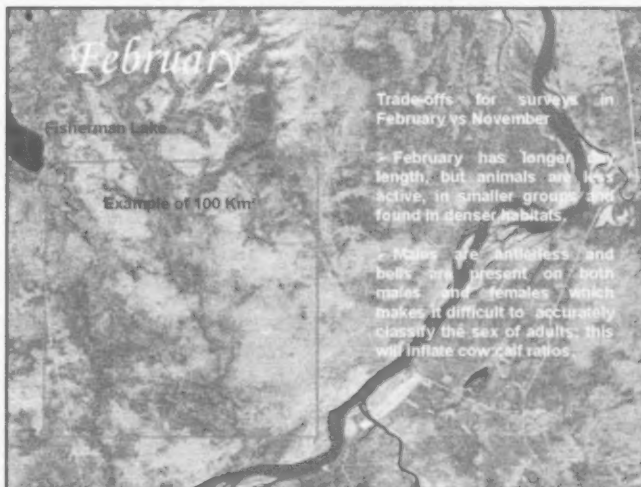 February
Fisherman Lake
Example of 100 Km²
Trade-offs for surveys in
February vs November
> February has longer day
length, but animals are less
active, in smaller groups and
found in denser habitats.
> Males are antlerless and
bells are present on both
males and females which
makes it difficult to accurately
classify the sex of adults; this
will inflate cow:calf ratios.